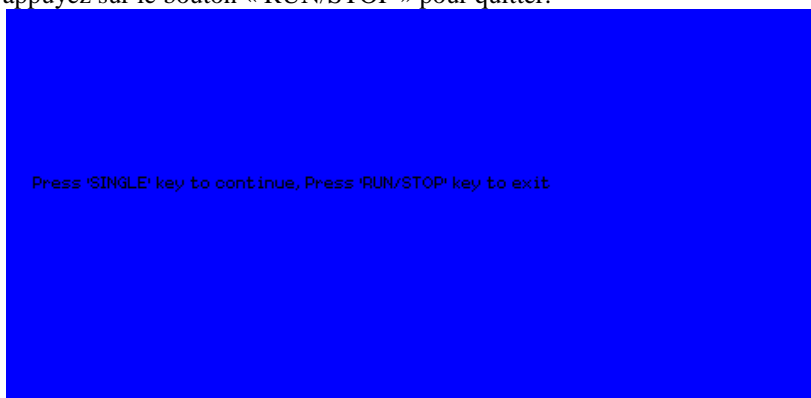 appuyez sur le bouton « RUN/STOP » pour quitter.
Press 'SINGLE' key to continue, Press 'RUN/STOP' key to exit